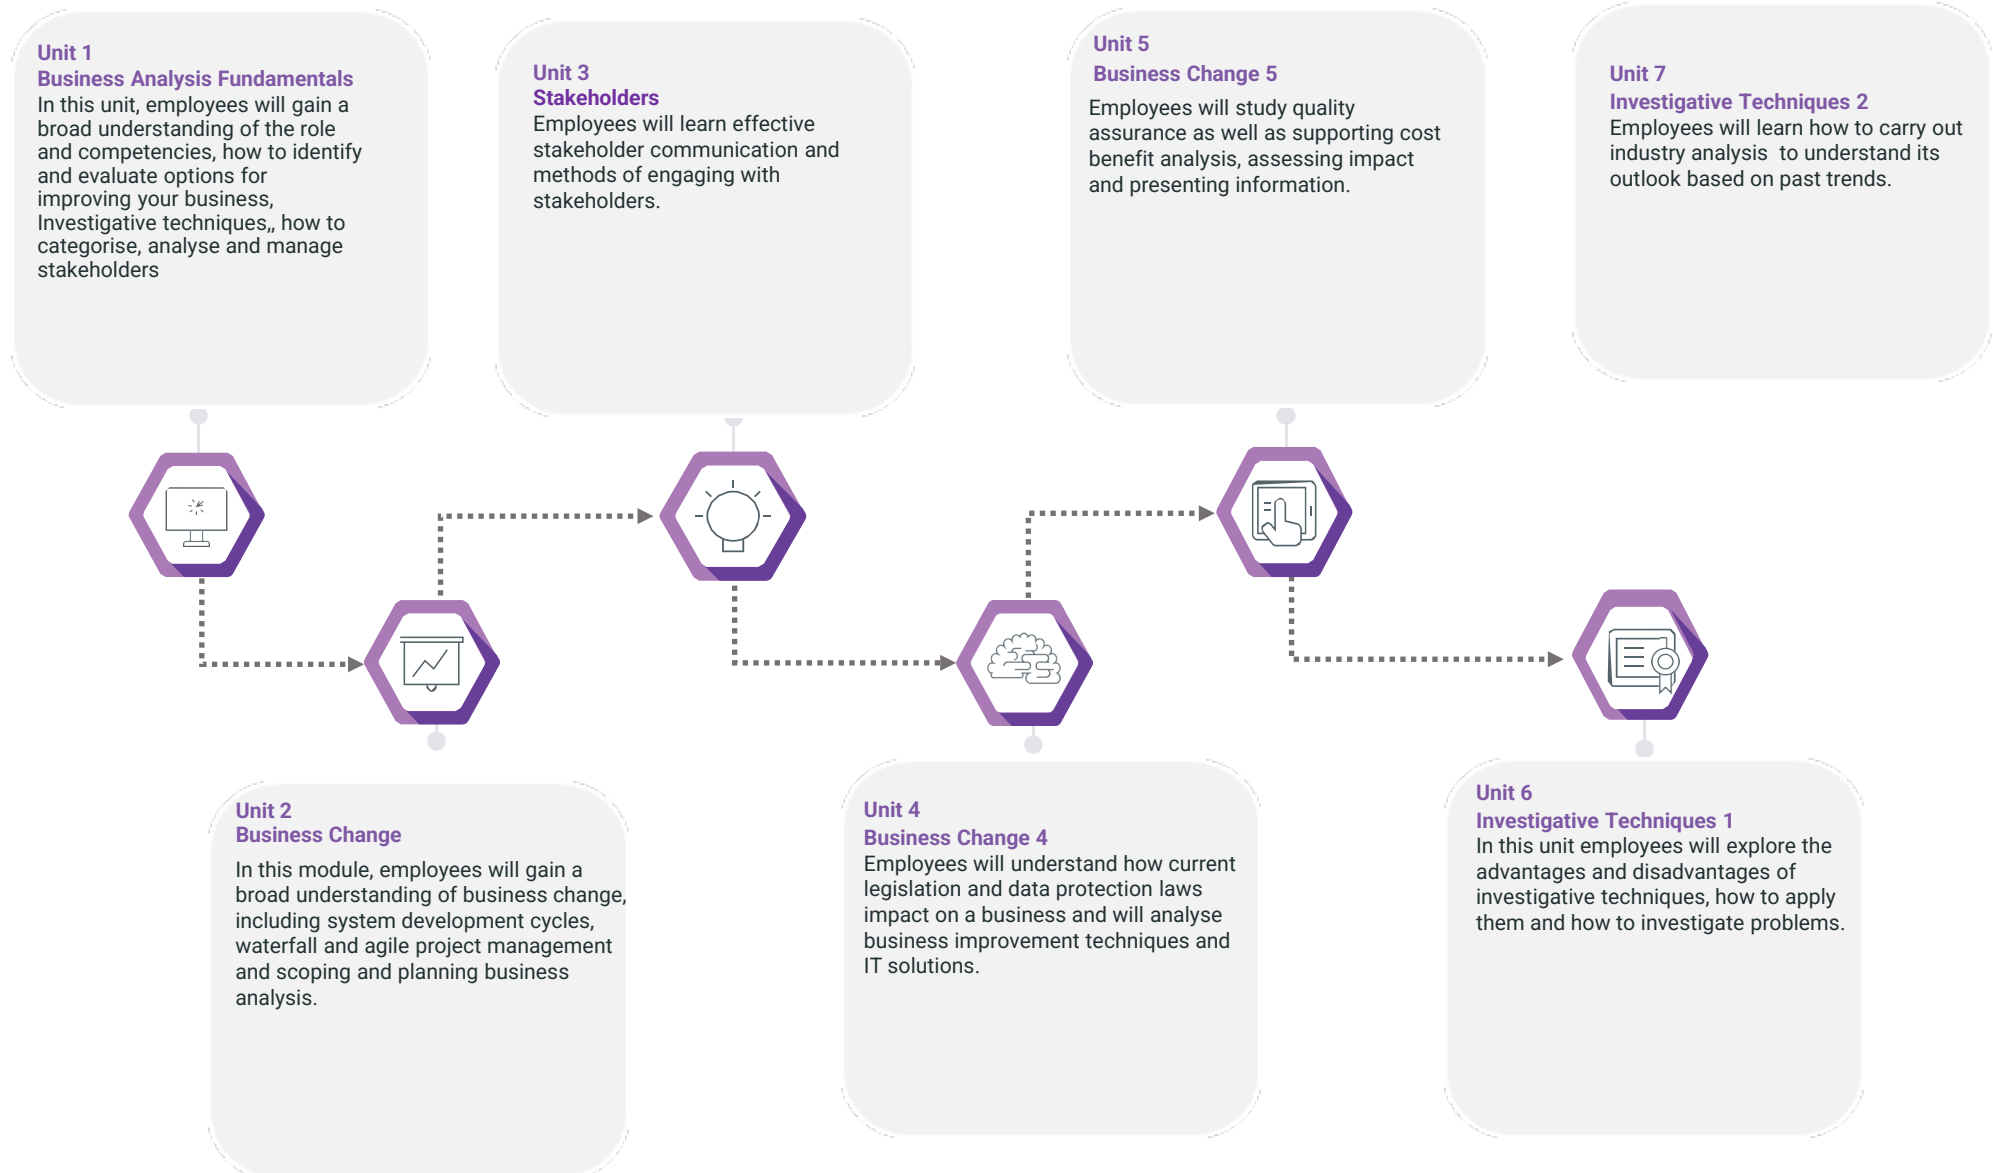 Unit 1
Business Analysis Fundamentals
In this unit, employees will gain a
broad understanding of the role
and competencies, how to identify
and evaluate options for
improving your business,
Investigative techniques,, how to
categorise, analyse and manage
stakeholders
Unit 3
Stakeholders
Employees will learn effective
stakeholder communication and
methods of engaging with
stakeholders.
Unit 5
Business Change 5
Employees will study quality
assurance as well as supporting cost
benefit analysis, assessing impact
and presenting information.
Unit 7
Investigative Techniques 2
Employees will learn how to carry out
industry analysis  to understand its
outlook based on past trends.
Unit 2
Business Change
In this module, employees will gain a
broad understanding of business change,
including system development cycles,
waterfall and agile project management
and scoping and planning business
analysis.
Unit 4
Business Change 4
Employees will understand how current
legislation and data protection laws
impact on a business and will analyse
business improvement techniques and
IT solutions.
Unit 6
Investigative Techniques 1
In this unit employees will explore the
advantages and disadvantages of
investigative techniques, how to apply
them and how to investigate problems.